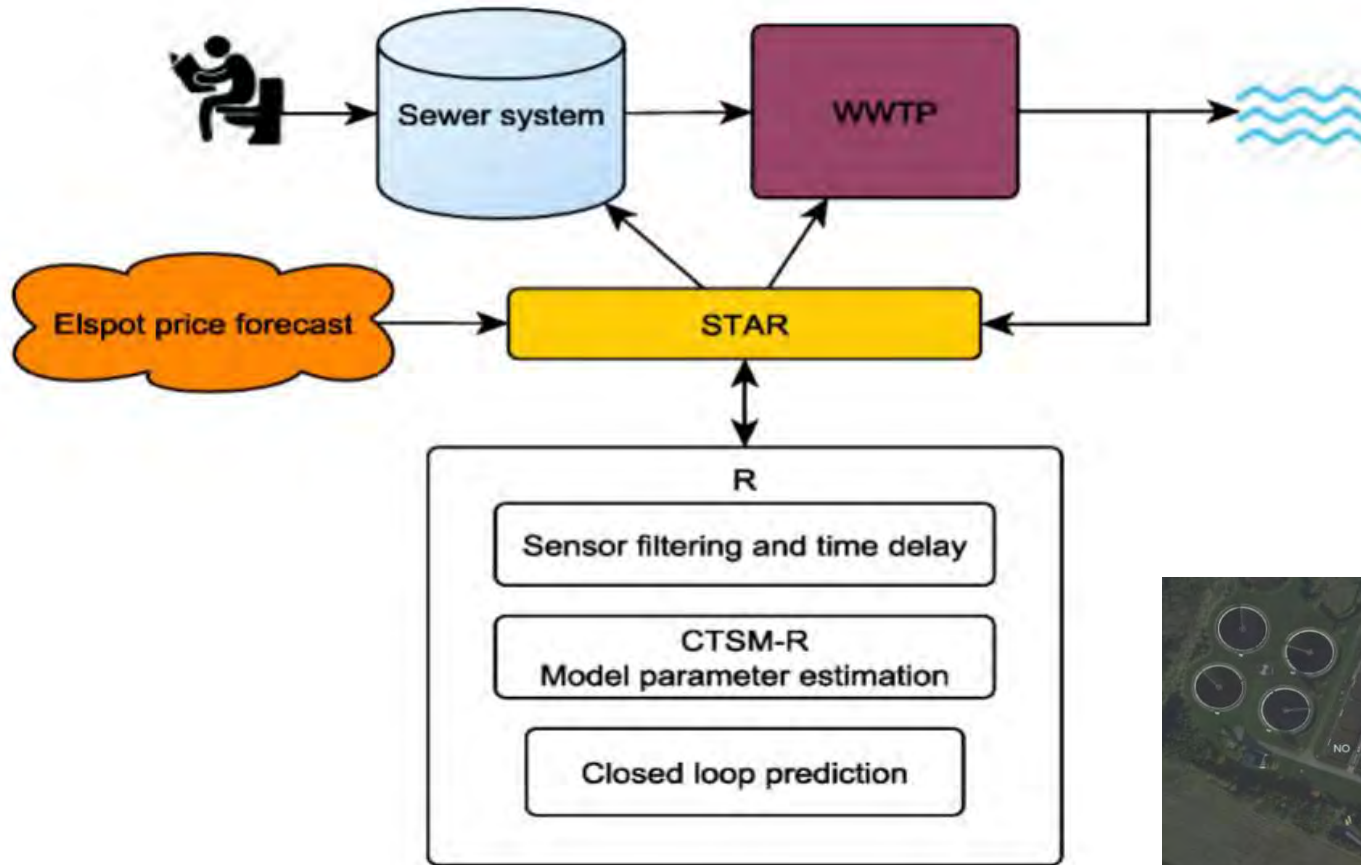 Sewer system
WWTP
Elspot price forecast
STAR
R
Sensor filtering and time delay
CTSM-R
Model parameter estimation
Closed loop prediction
NO